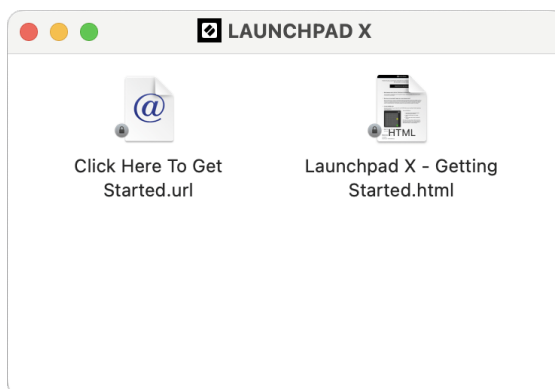 LAUNCHPAD X
Click Here To Get
Started.url
HTML
Launchpad X - Getting
Started.html